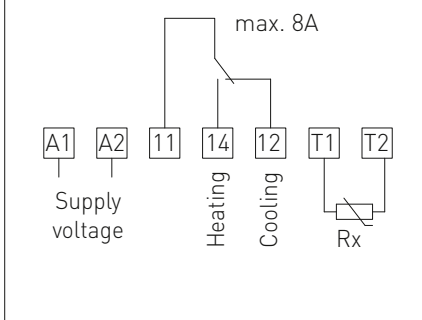 max. 8A
A1 A2 11 14 12 T1 T2
Supply
voltage
Heating
Cooling
Rx